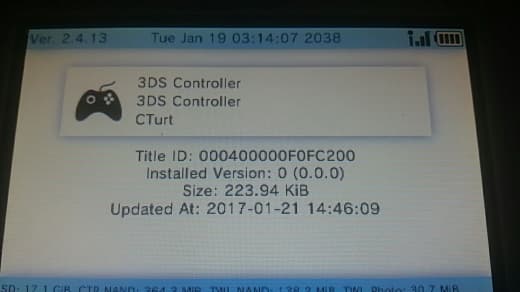 Ver. 2.4.13 Tue Jan 19 03:14:07 2038
3DS Controller
3DS Controller
CTurt
Title ID: 000400000F0FC200
Installed Version: 0 (0.0.0)
Size: 223.94 KiB
Updated At: 2017-01-21 14:46:09
SD: 17.1 GiB, CTR NAND: 364.3 MiB, TWL NAND: 128.2 MiB, TWL Photo: 30.7 MiB